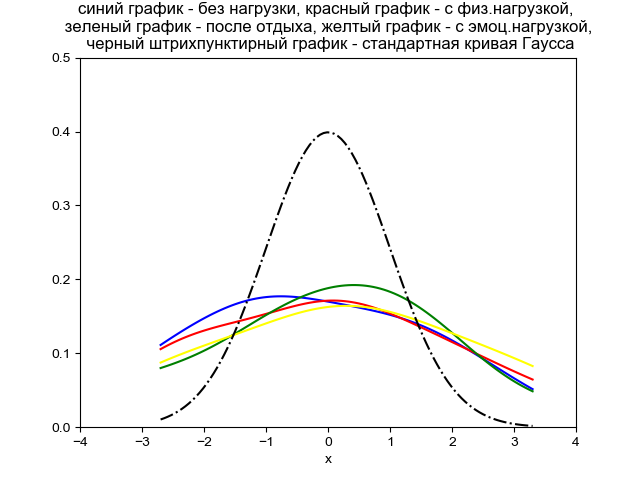 синий график - без нагрузки, красный график - с физ.нагрузкой,
зеленый график - после отдыха, желтый график - с эмоц.нагрузкой,
черный штрихпунктирный график - стандартная кривая Гаусса
0.5
0.4
0.3
0.2
0.1
0.0
−4 −3 −2 −1 0 1 2 3 4
x